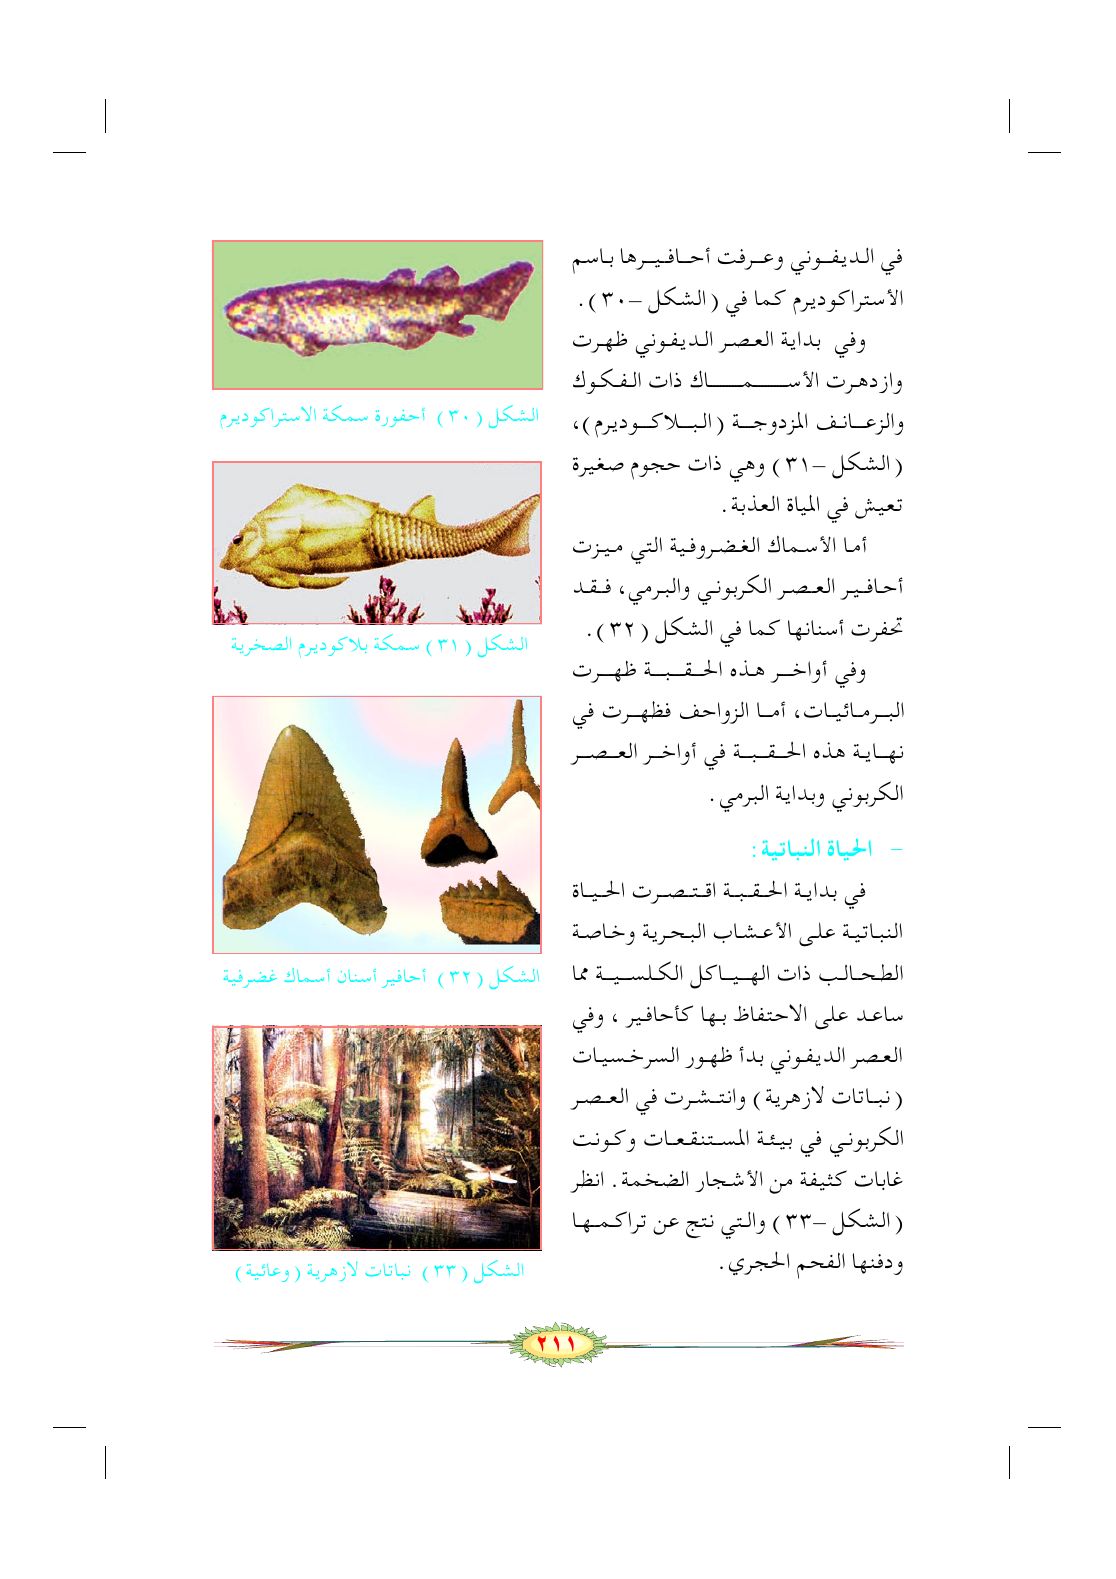 في الديفوني وعرفت أحافيرها باسم
الأستراكوديرم كما في ( الشكل –٣٠ ) .
وفي بداية العصر الديفوني ظهرت
وازدهرت الأسماك ذات الفكوك
والزعانف المزدوجة ( البلاكوديرم ) ،
( الشكل –٣١ ) وهي ذات حجوم صغيرة
تعيش في المياة العذبة .
أما الأسماك الغضروفية التي ميزت
أحافير العصر الكربوني والبرمي ، فقد
تحفرت أسنانها كما في الشكل ( ٣٢ ) .
وفي أواخر هذه الحقبة ظهرت
البرمائيات ، أما الزواحف فظهرت في
نهاية هذه الحقبة في أواخر العصر
الكربوني وبداية البرمي .
– الحياة النباتية :
في بداية الحقبة اقتصرت الحياة
النباتية على الأعشاب البحرية وخاصة
الطحالب ذات الهياكل الكلسية مما
ساعد على الاحتفاظ بها كأحافير ، وفي
العصر الديفوني بدأ ظهور السرخسيات
( نباتات لازهرية ) وانتشرت في العصر
الكربوني في بيئة المستنقعات وكونت
غابات كثيفة من الأشجار الضخمة . انظر
( الشكل –٣٣ ) والتي نتج عن تراكمها
ودفنها الفحم الحجري .
الشكل ( ٣٠ ) أحفورة سمكة الاستراكوديرم
الشكل ( ٣١ ) سمكة بلاكوديرم الصخرية
الشكل ( ٣٢ ) أحافير أسنان أسماك غضرفية
الشكل ( ٣٣ ) نباتات لازهرية ( وعائية )
٢١١